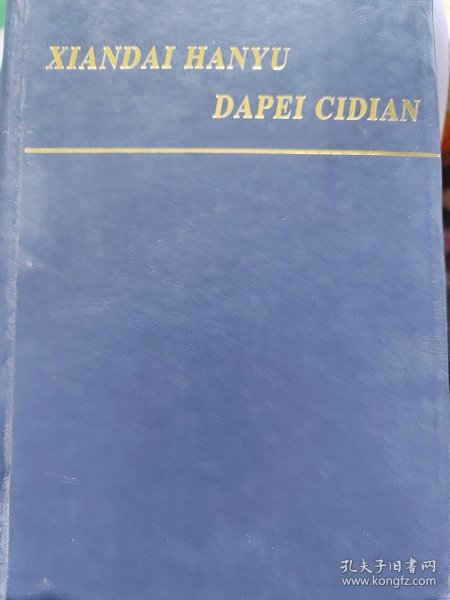 XIANDAI HANYU
DAPEI CIDIAN
孔夫子旧书网
www.kongfz.com